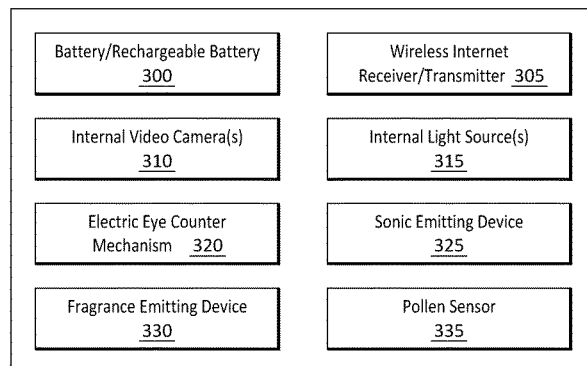 Battery/Rechargeable Battery
300
Wireless Internet
Receiver/Transmitter 305
Internal Video Camera(s)
310
Internal Light Source(s)
315
Electric Eye Counter
Mechanism 320
Sonic Emitting Device
325
Fragrance Emitting Device
330
Pollen Sensor
335